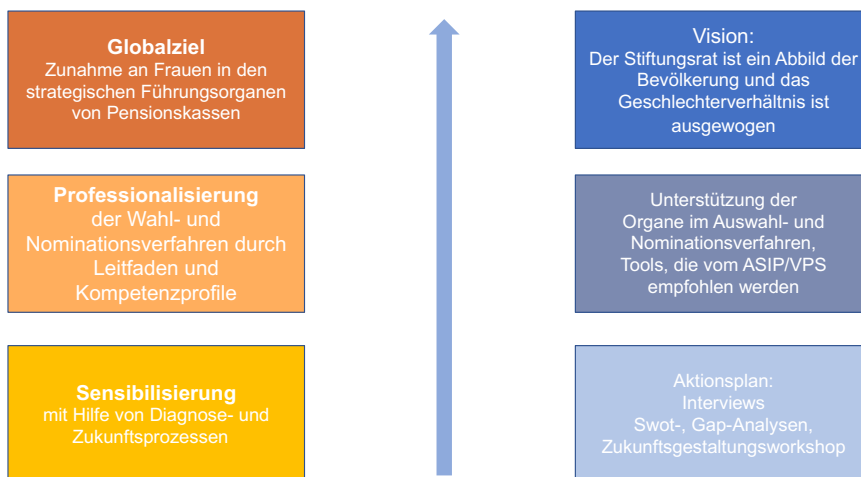 Globalziel
Zunahme an Frauen in den
strategischen Führungsorganen
von Pensionskassen
Vision:
Der Stiftungsrat ist ein Abbild der
Bevölkerung und das
Geschlechterverhältnis ist
ausgewogen
Professionalisierung
der Wahl- und
Nominationsverfahren durch
Leitfaden und
Kompetenzprofile
Unterstützung der
Organe im Auswahl- und
Nominationsverfahren,
Tools, die vom ASIP/VPS
empfohlen werden
Sensibilisierung
mit Hilfe von Diagnose- und
Zukunftsprozessen
Aktionsplan:
Interviews
Swot-, Gap-Analysen,
Zukunftsgestaltungsworkshop